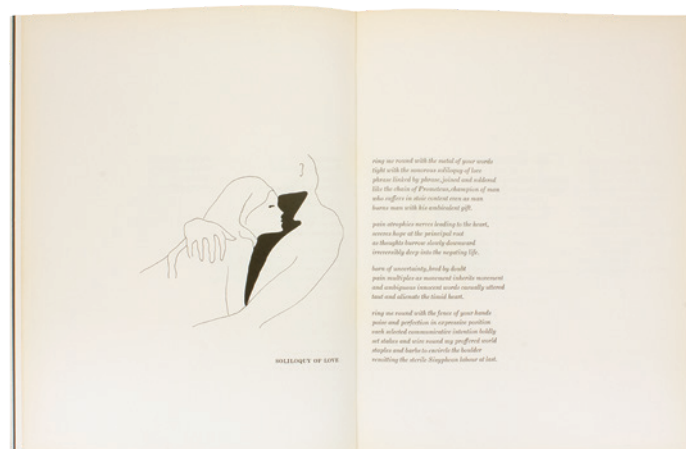 SOLILOQUY OF LOVE
ring me round with the metal of your words
tight with the sonorous soliloquy of love
phrase linked by phrase, joined and soldered
like the chain of Prometeus, champion of man
who suffers in stoic content even as man
burns man with his ambivalent gift.
pain atrophies nerves leading to the heart,
hope at the principal root
as thoughts burrow slowly downward
irreversibly deep into the negating life.
born of uncertainty, bred by doubt
pain multiplies as movement inherits movement
and ambiguous innocent words casually uttered
taut and alienate the timid heart.
ring me round with the fence of your hands
point and perfection in expressive position
each selected communicative intention boldly
set stakes and wire round my proffered world
staples and barbs to encircle the boulder
remitting the sterile Sisyphean labour at last.